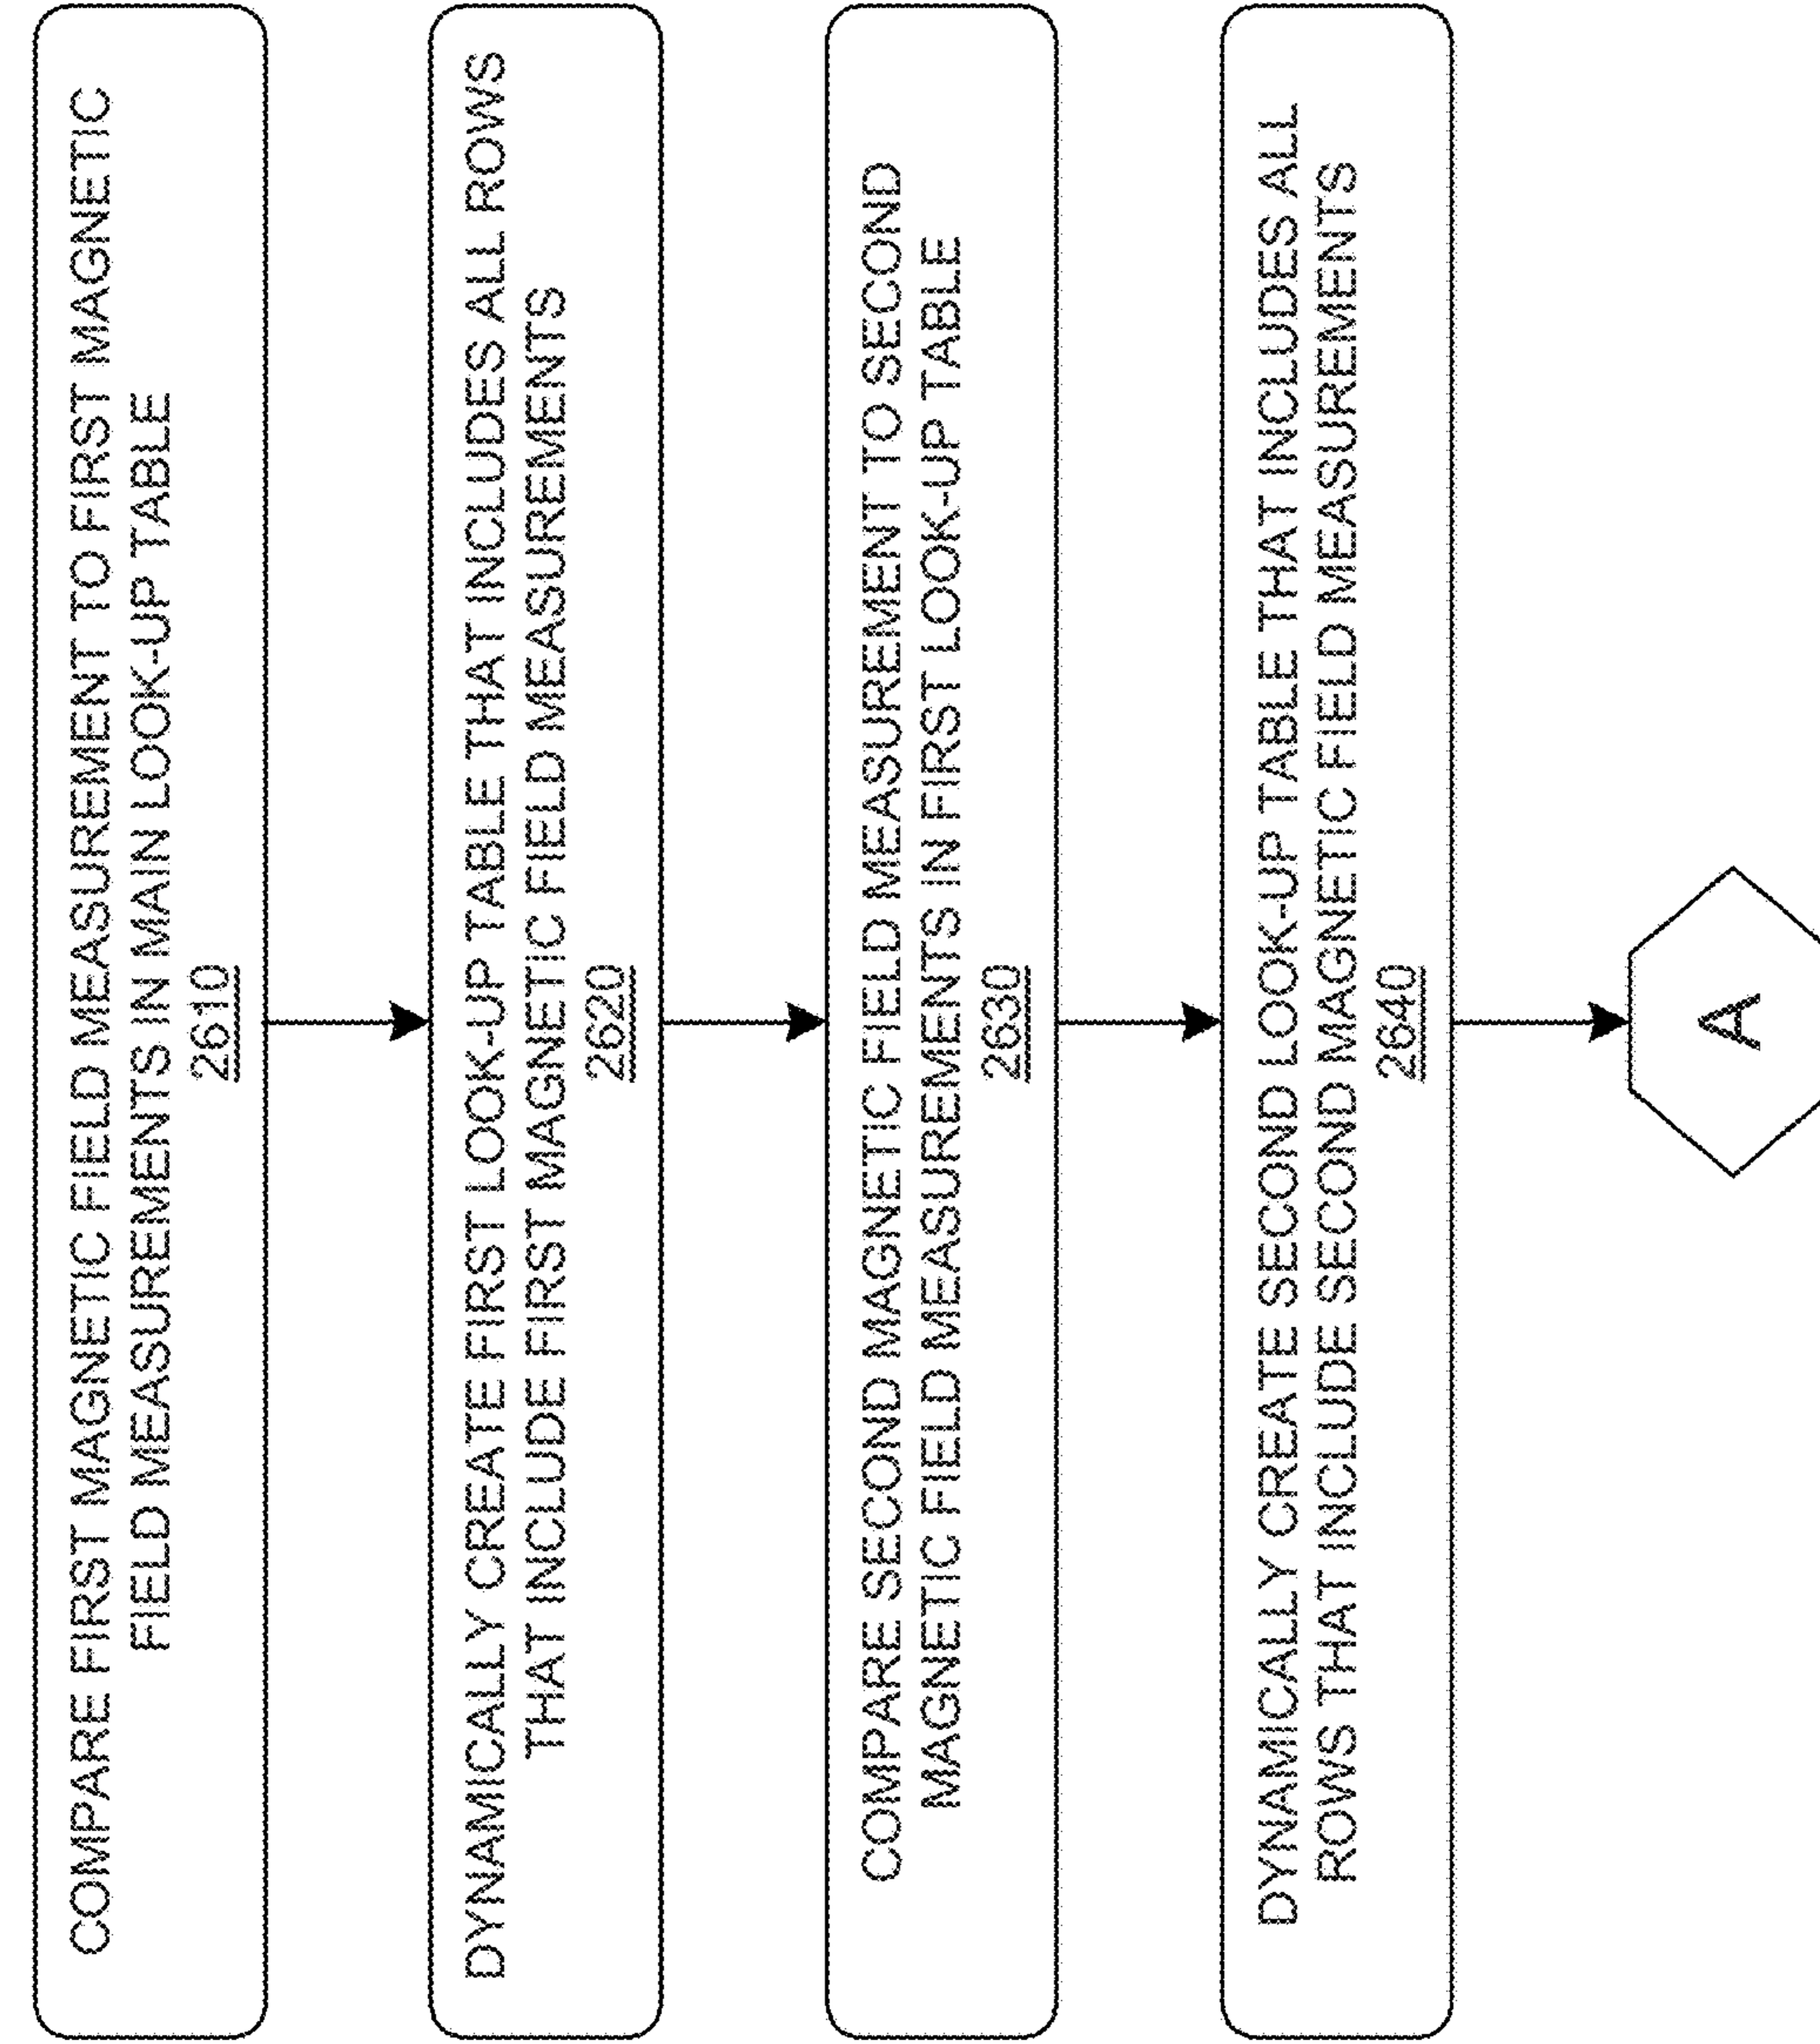 COMPARE FIRST MAGNETIC FIELD MEASUREMENT TO FIRST MAGNETIC
FIELD MEASUREMENTS IN MAIN LOOK-UP TABLE
2610
DYNAMICALLY CREATE FIRST LOOK-UP TABLE THAT INCLUDES ALL ROWS
THAT INCLUDE FIRST MAGNETIC FIELD MEASUREMENTS
2620
COMPARE SECOND MAGNETIC FIELD MEASUREMENT TO SECOND
MAGNETIC FIELD MEASUREMENTS IN FIRST LOOK-UP TABLE
2630
DYNAMICALLY CREATE SECOND LOOK-UP TABLE THAT INCLUDES ALL
ROWS THAT INCLUDE SECOND MAGNETIC FIELD MEASUREMENTS
2640
A